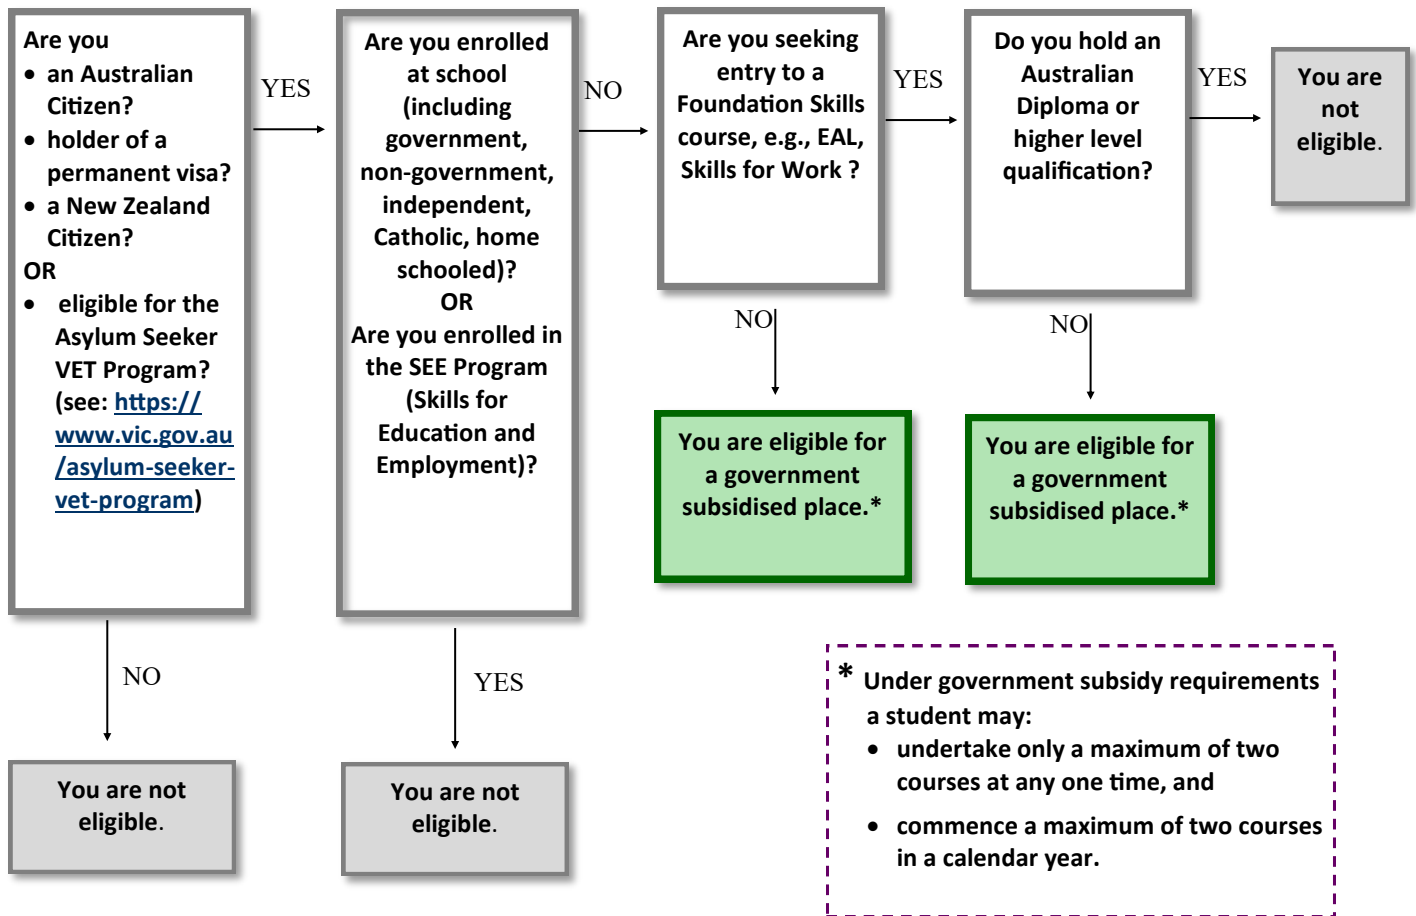 Are you
• an Australian
Citizen?
• holder of a
permanent visa?
• a New Zealand
Citizen?
OR
• eligible for the
Asylum Seeker
VET Program?
(see: https://
www.vic.gov.au
/asylum-seeker-
vet-program)
YES
NO
You are not
eligible.
Are you enrolled
at school
(including
government,
non-government,
independent,
Catholic, home
schooled)?
OR
Are you enrolled in
the SEE Program
(Skills for
Education and
Employment)?
NO
YES
You are not
eligible.
Are you seeking
entry to a
Foundation Skills
course, e.g., EAL,
Skills for Work ?
YES
NO
You are eligible for
a government
subsidised place.*
Do you hold an
Australian
Diploma or
higher level
qualification?
YES
NO
You are eligible for
a government
subsidised place.*
You are
not
eligible.
* Under government subsidy requirements
a student may:
• undertake only a maximum of two
courses at any one time, and
• commence a maximum of two courses
in a calendar year.